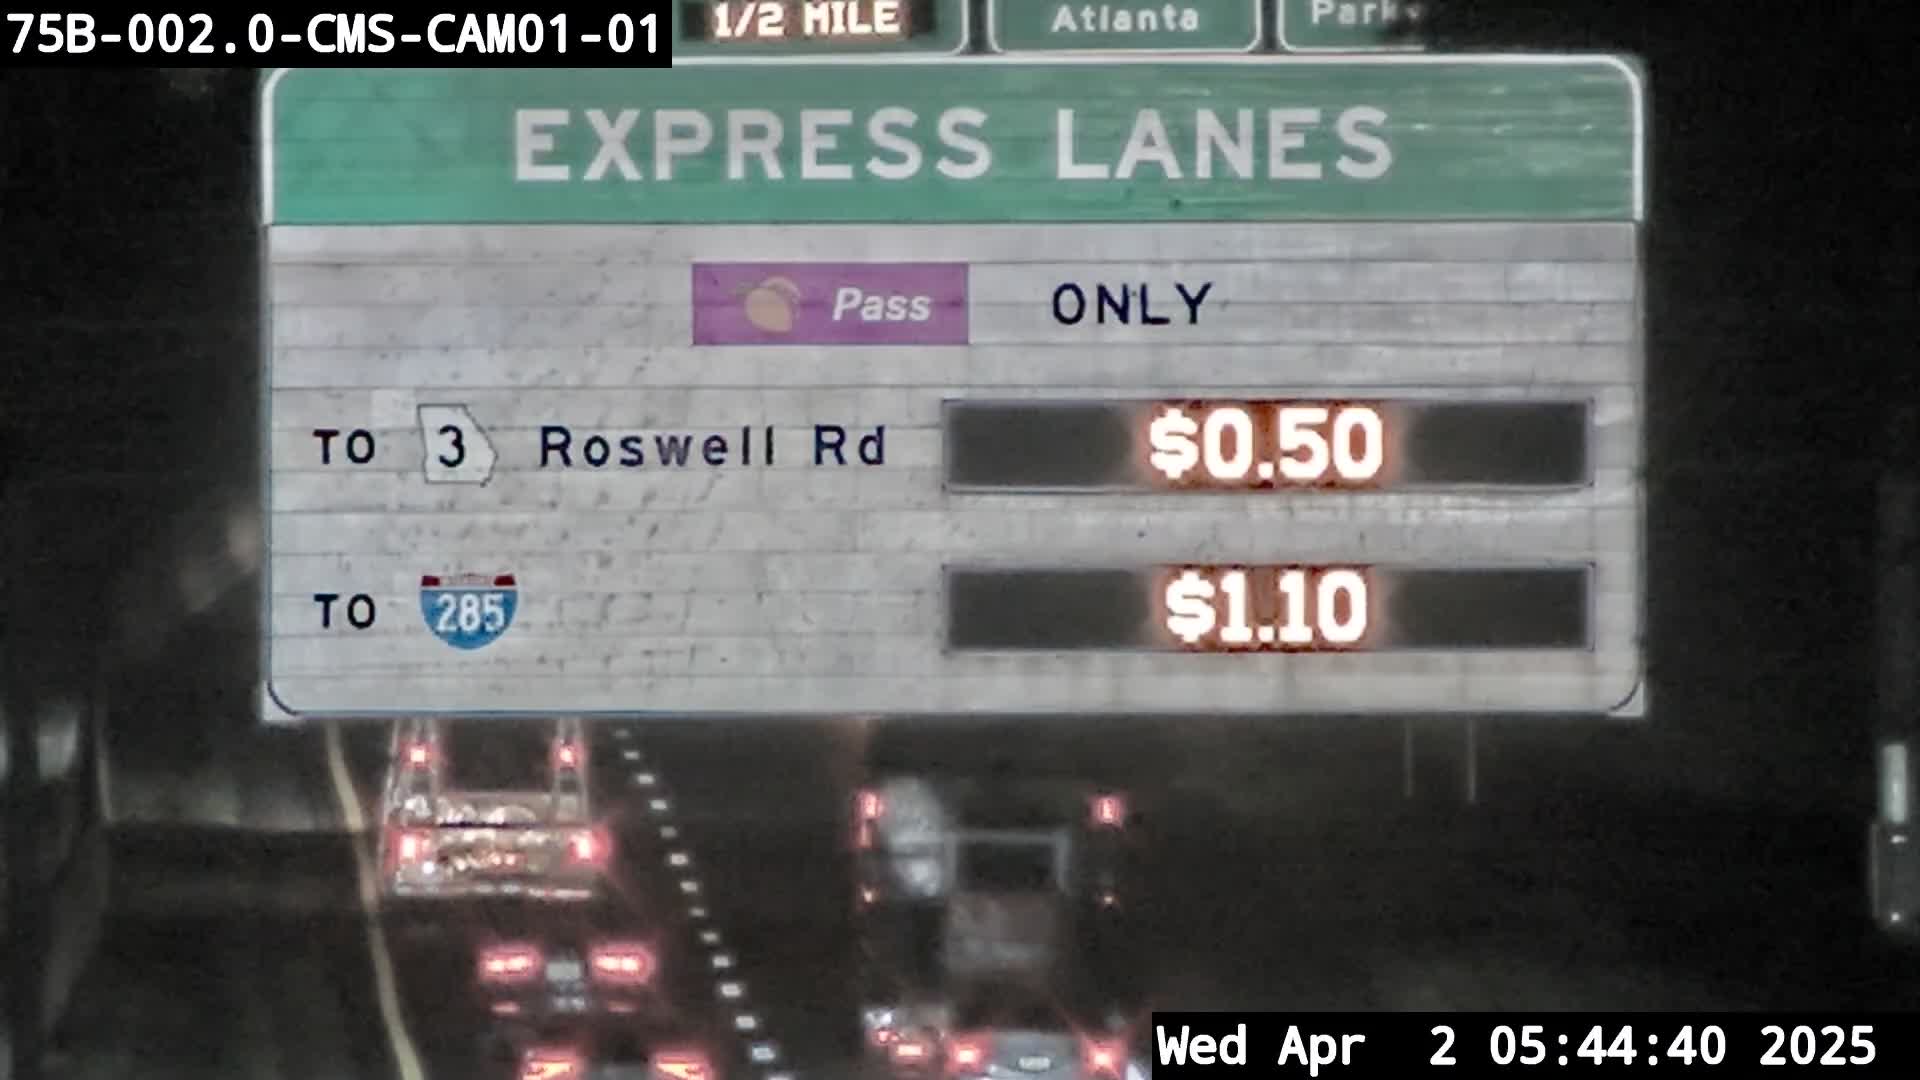 75B-002.0-CMS-CAM01-01
1/2 MILE
Atlanta
EXPRESS LANES
Pass ONLY
TO 3 Roswell Rd $0.50
TO 285 $1.10
Wed Apr 2 05:44:40 2025